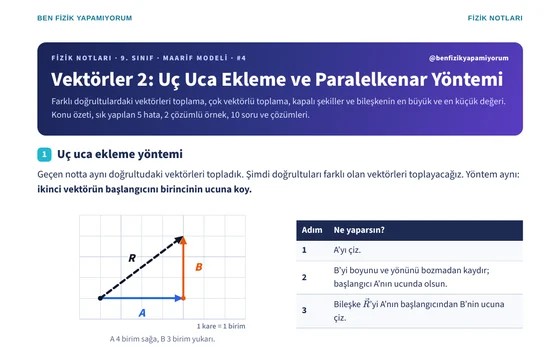 BEN FİZİK YAPAMIYORUM
FİZİK NOTLARI
FİZİK NOTLARI · 9. SINIF · MAARİF MODELİ · #4
@benfizikyapamiyorum
Vektörler 2: Uç Uca Ekleme ve Paralelkenar Yöntemi
Farklı doğrultulardaki vektörleri toplama, çok vektörlü toplama, kapalı şekiller ve bileşkenin en büyük ve en küçük değeri.
Konu özeti, sık yapılan 5 hata, 2 çözümlü örnek, 10 soru ve çözümleri.
1 Uç uca ekleme yöntemi
Geçen notta aynı doğrultudaki vektörleri topladık. Şimdi doğrultuları farklı olan vektörleri toplayacağız. Yöntem aynı:
ikinci vektörün başlangıcını birincinin ucuna koy.
R
B
A
1 kare = 1 birim
A 4 birim sağa, B 3 birim yukarı.
Adım Ne yaparsın?
1 A'yı çiz.
2 B'yi boyunu ve yönünü bozmadan kaydır;
başlangıcı A'nın ucunda olsun.
3 Bileşke R⃗'yi A'nın başlangıcından B'nin ucuna
çiz.